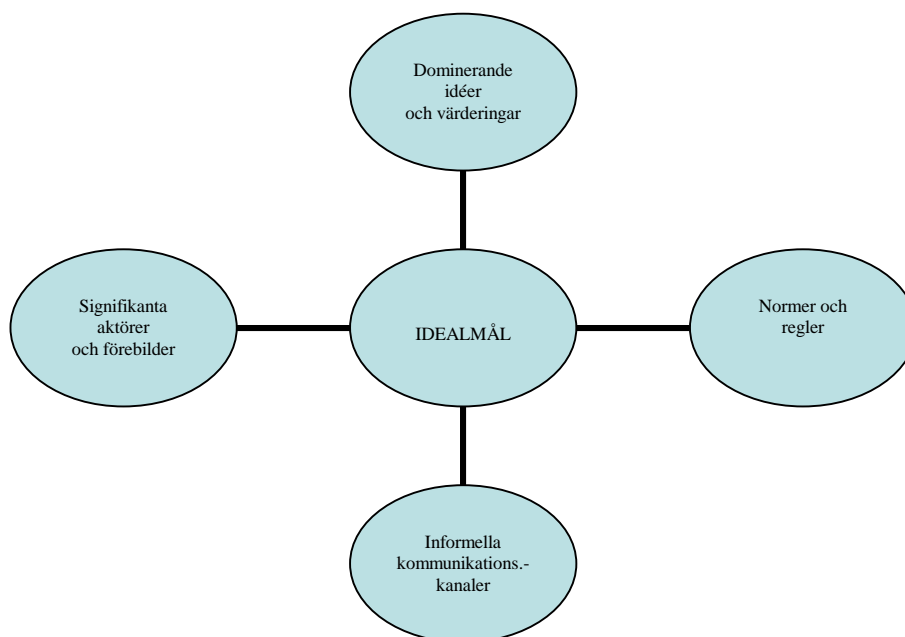 Dominerande
idéer
och värderingar
Signifikanta
aktörer
och förebilder
IDEALMÅL
Normer och
regler
Informella
kommunikations.-
kanaler